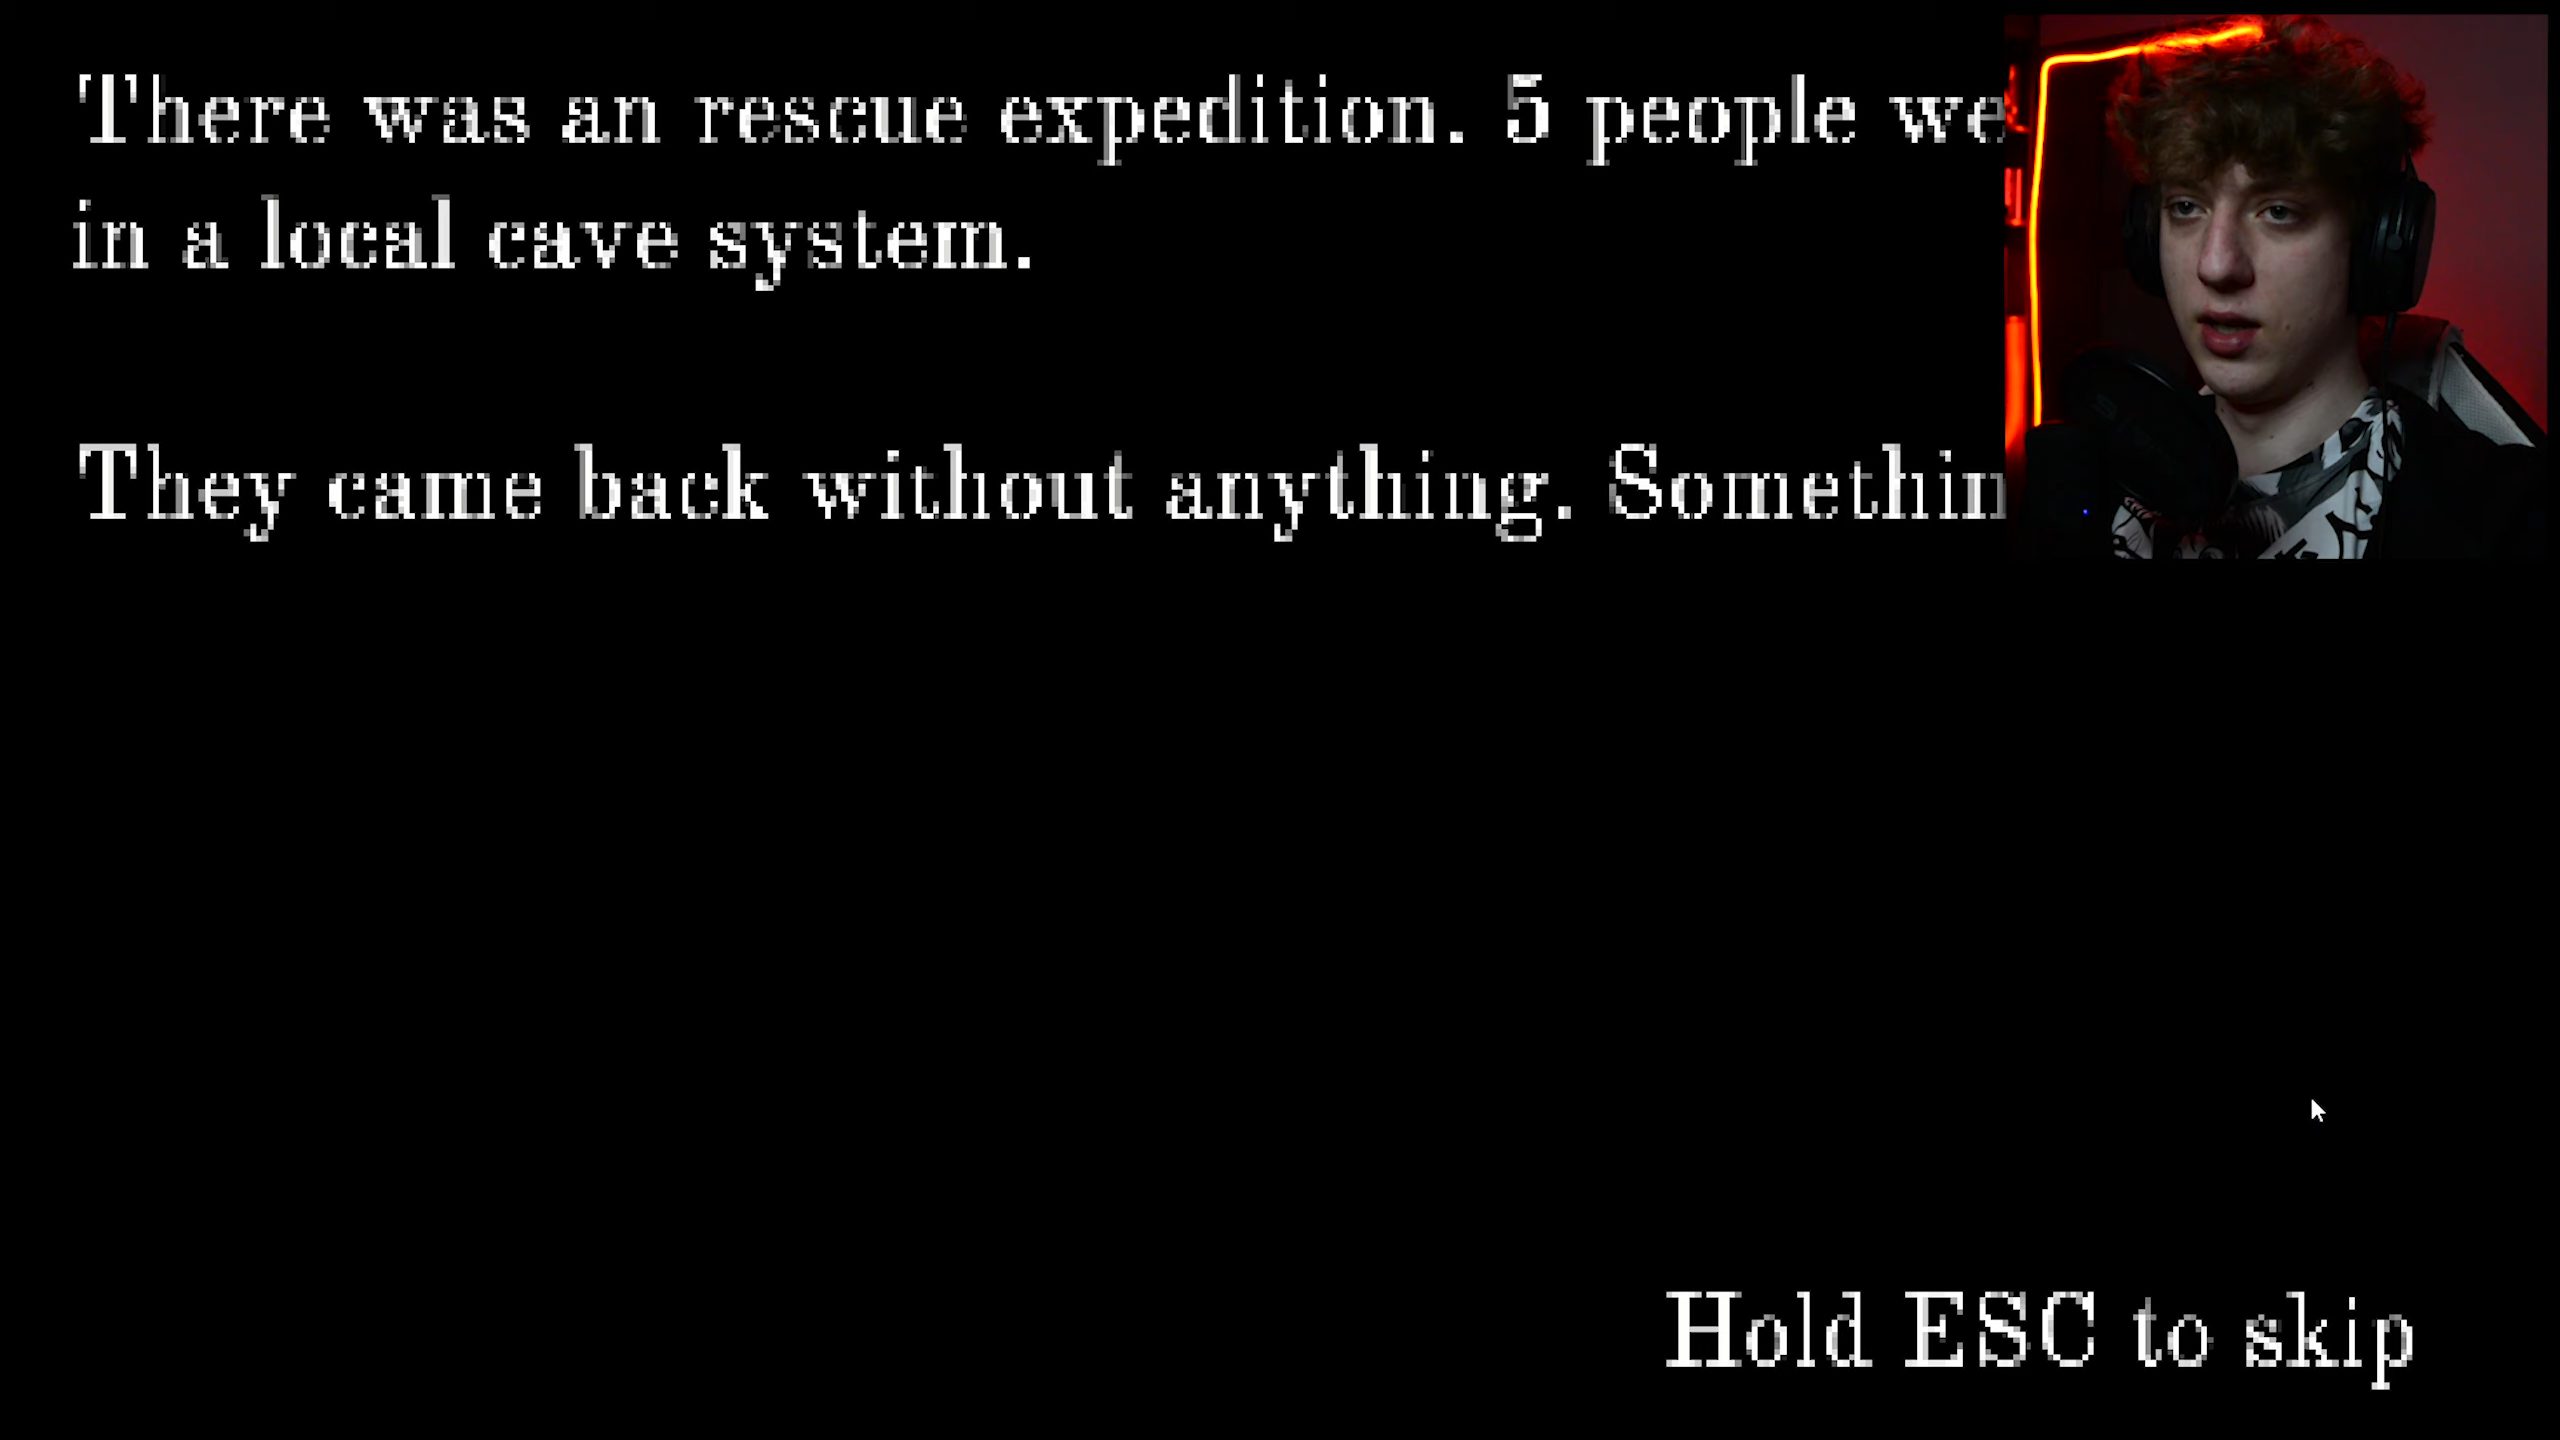 There was an rescue expedition. 5 people we
in a local cave system.
They came back without anything. Somethin
Hold ESC to skip